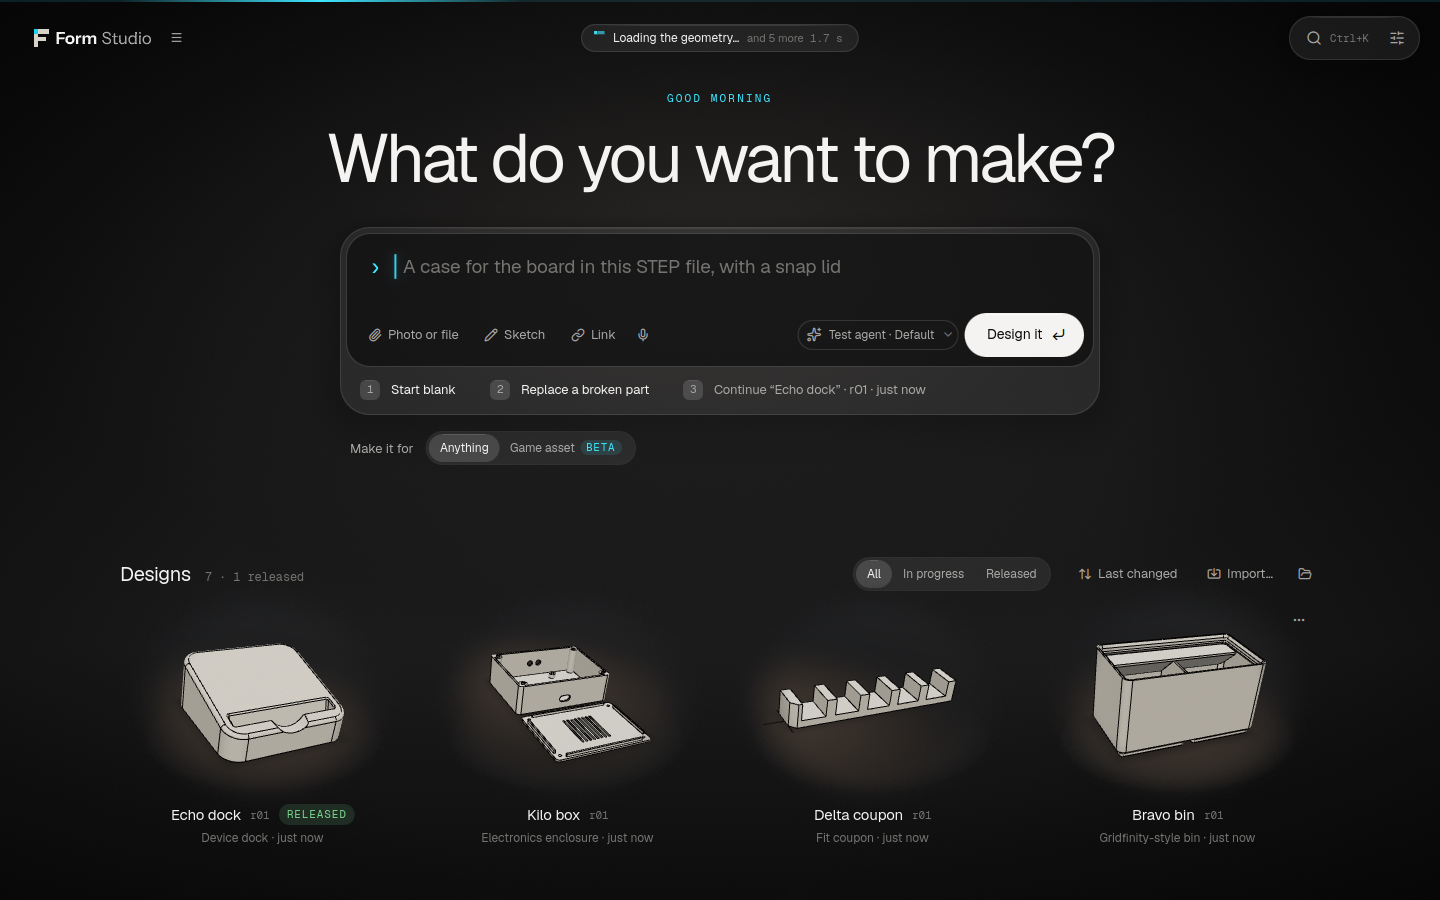 Form Studio
Loading the geometry… and 5 more 1.7 s
Ctrl+K
GOOD MORNING
What do you want to make?
› A case for the board in this STEP file, with a snap lid
Photo or file Sketch Link Test agent · Default Design it
1 Start blank 2 Replace a broken part 3 Continue “Echo dock” · r01 · just now
Make it for Anything Game asset BETA
Designs 7 · 1 released All In progress Released Last changed Import…
Echo dock r01 RELEASED
Device dock · just now
Kilo box r01
Electronics enclosure · just now
Delta coupon r01
Fit coupon · just now
Bravo bin r01
Gridfinity-style bin · just now